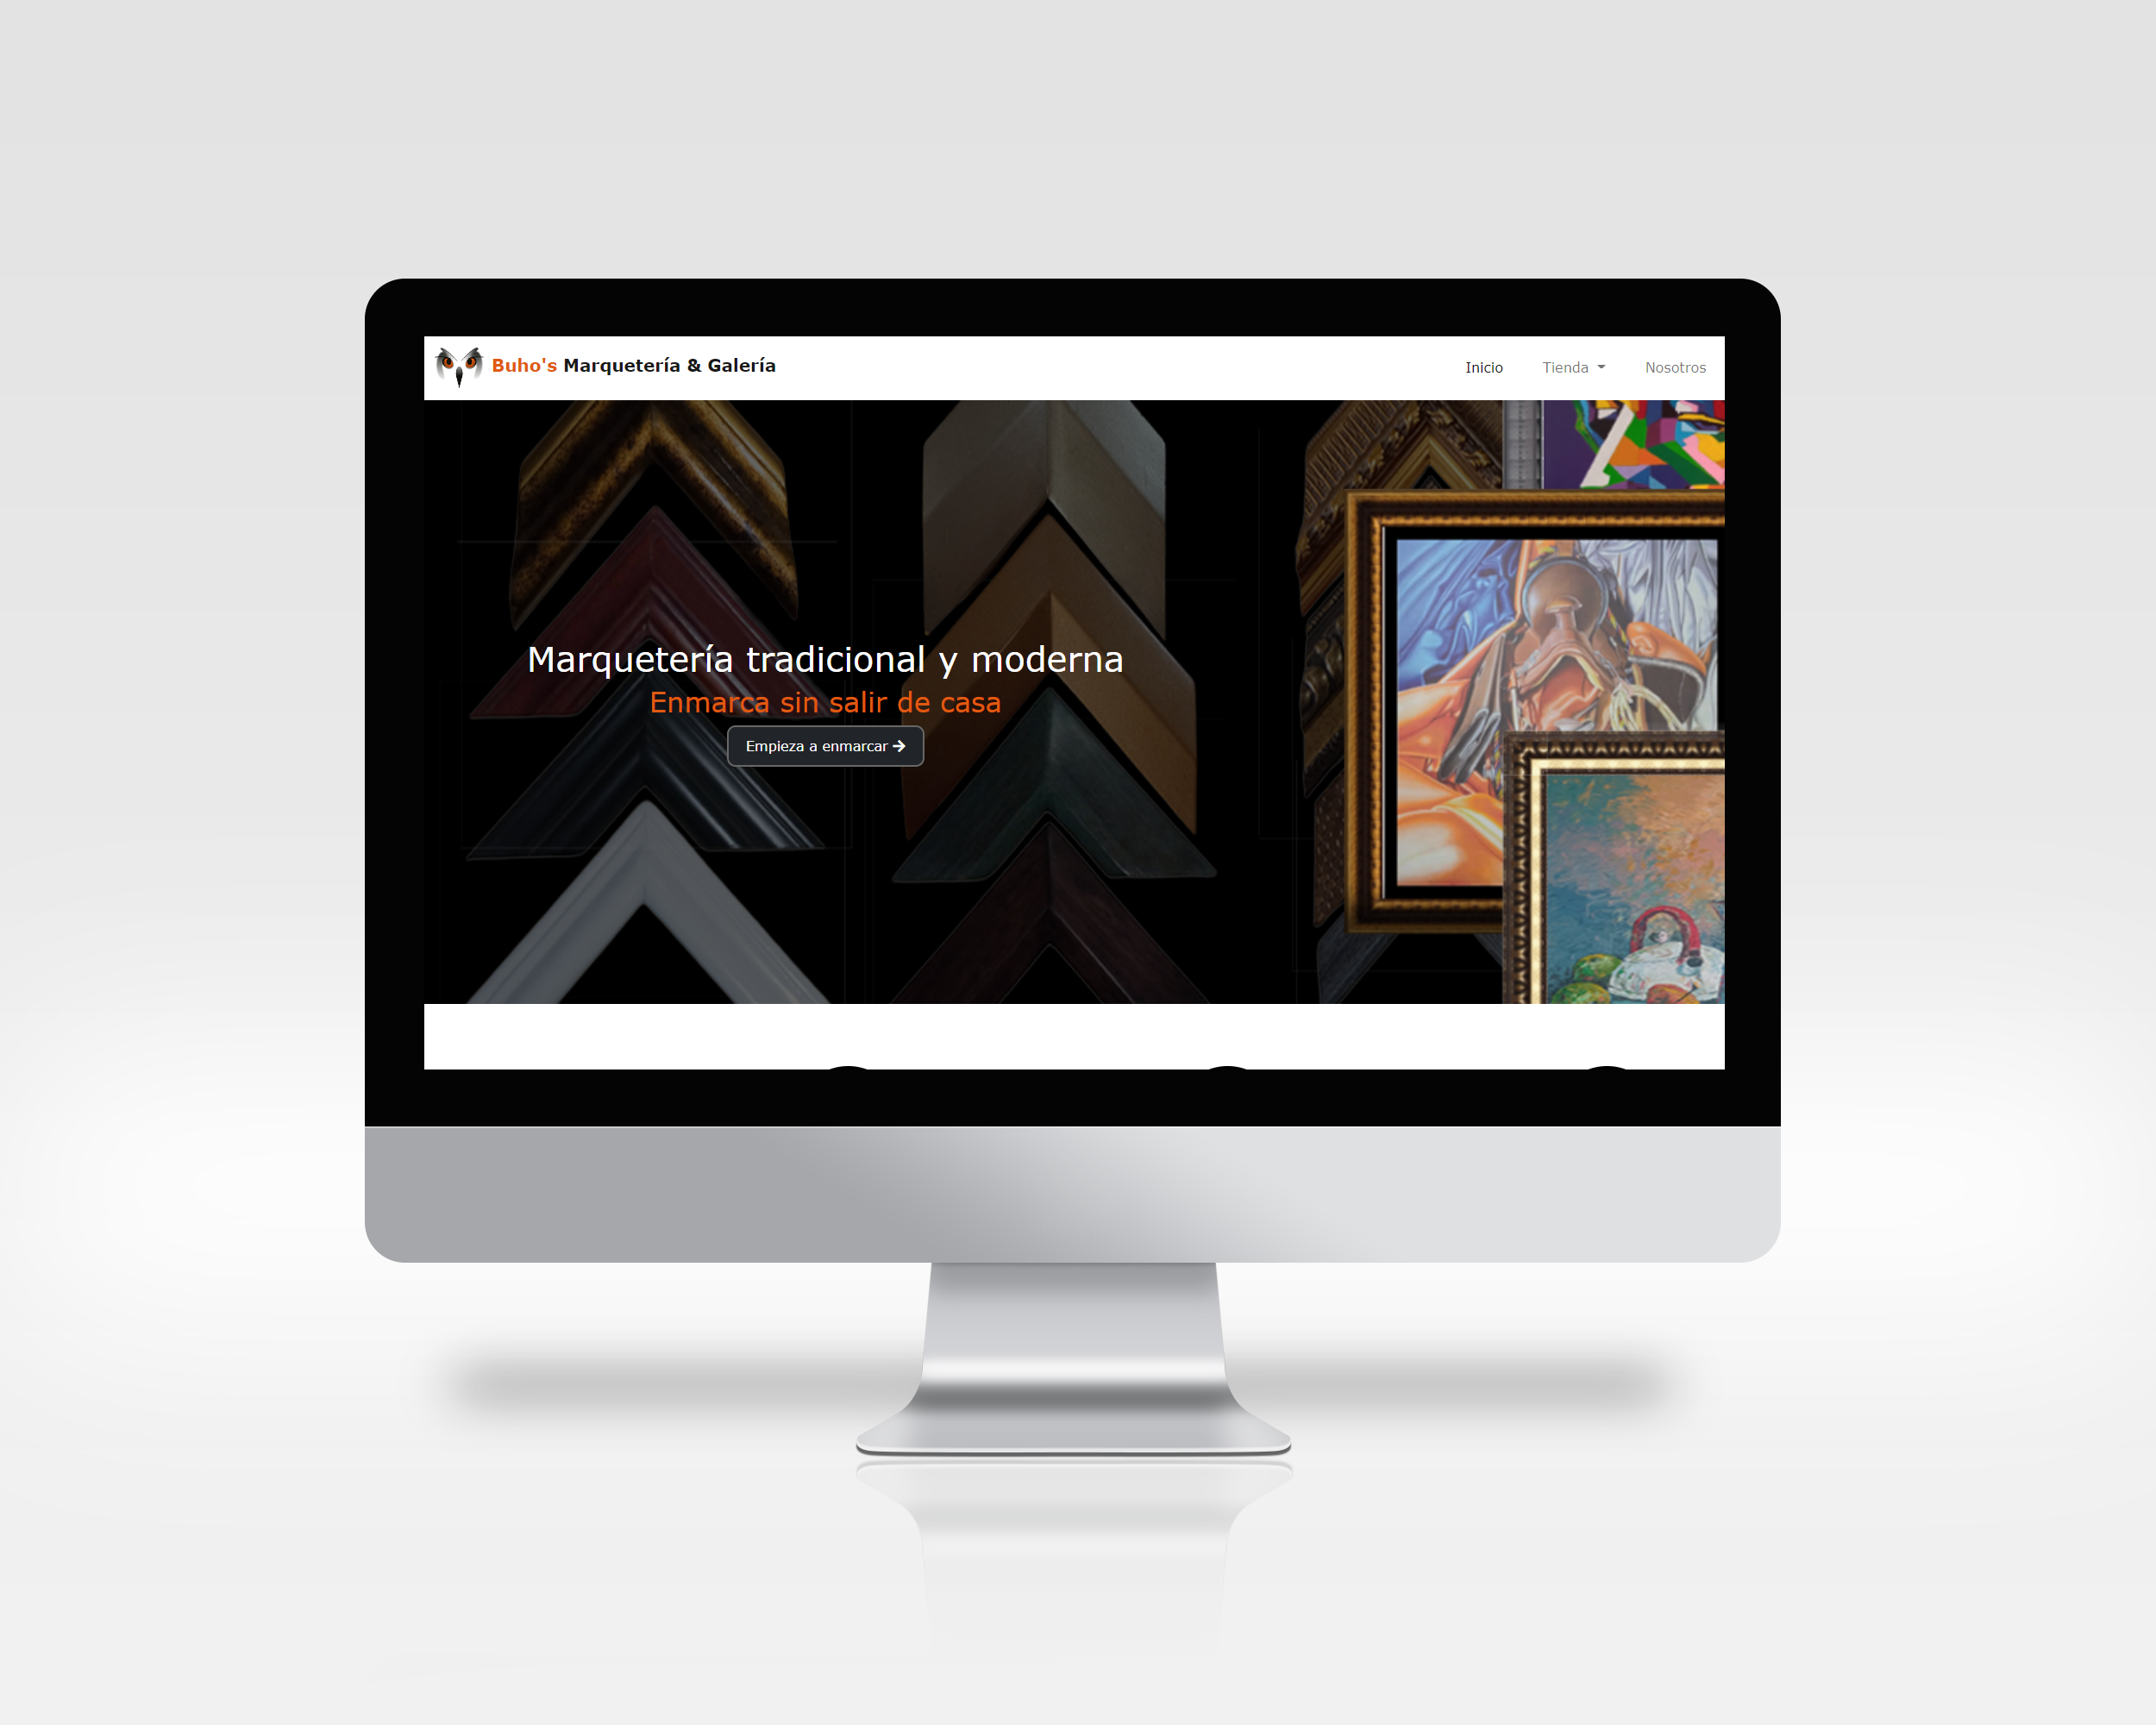 Buho's Marquetería & Galería
Inicio Tienda Nosotros
Marquetería tradicional y moderna
Enmarca sin salir de casa
Empieza a enmarcar